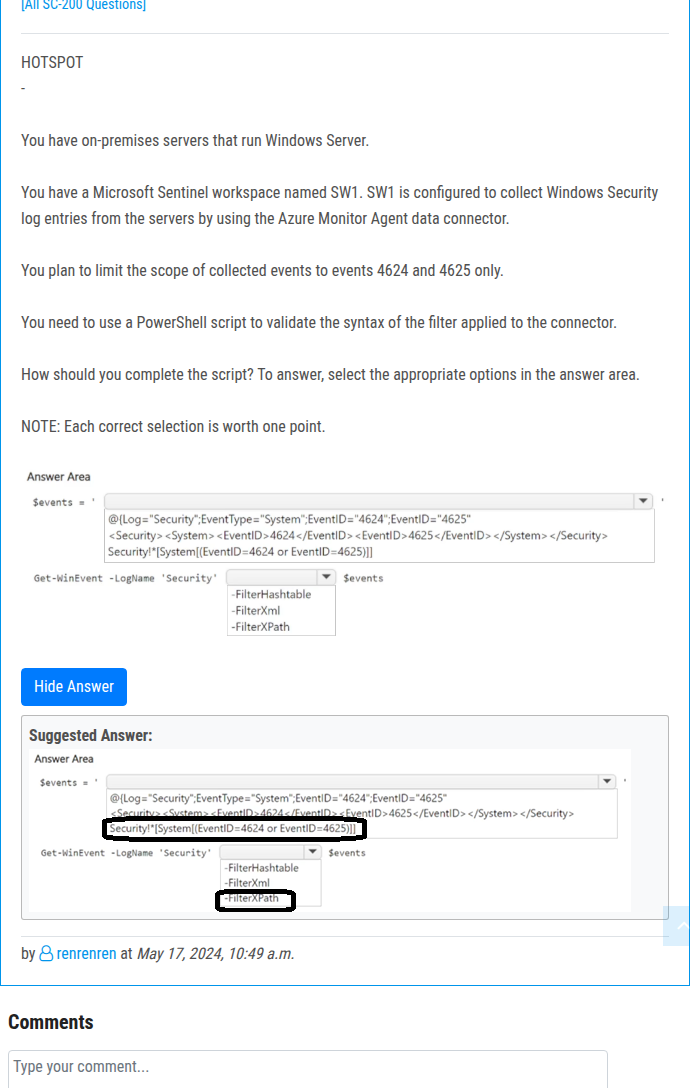 [All SC-200 Questions]
HOTSPOT
-
You have on-premises servers that run Windows Server.
You have a Microsoft Sentinel workspace named SW1. SW1 is configured to collect Windows Security
log entries from the servers by using the Azure Monitor Agent data connector.
You plan to limit the scope of collected events to events 4624 and 4625 only.
You need to use a PowerShell script to validate the syntax of the filter applied to the connector.
How should you complete the script? To answer, select the appropriate options in the answer area.
NOTE: Each correct selection is worth one point.
Answer Area
$events = ' '
@{Log="Security";EventType="System";EventID="4624";EventID="4625"
<Security><System><EventID>4624</EventID><EventID>4625</EventID></System></Security>
Security!*[System[(EventID=4624 or EventID=4625)]]
Get-WinEvent -LogName 'Security' $events
-FilterHashtable
-FilterXml
-FilterXPath
Hide Answer
Suggested Answer:
Answer Area
$events = ' '
@{Log="Security";EventType="System";EventID="4624";EventID="4625"
<Security><System><EventID>4624</EventID><EventID>4625</EventID></System></Security>
Security!*[System[(EventID=4624 or EventID=4625)]]
Get-WinEvent -LogName 'Security' $events
-FilterHashtable
-FilterXml
-FilterXPath
by renrenren at May 17, 2024, 10:49 a.m.
Comments
Type your comment...